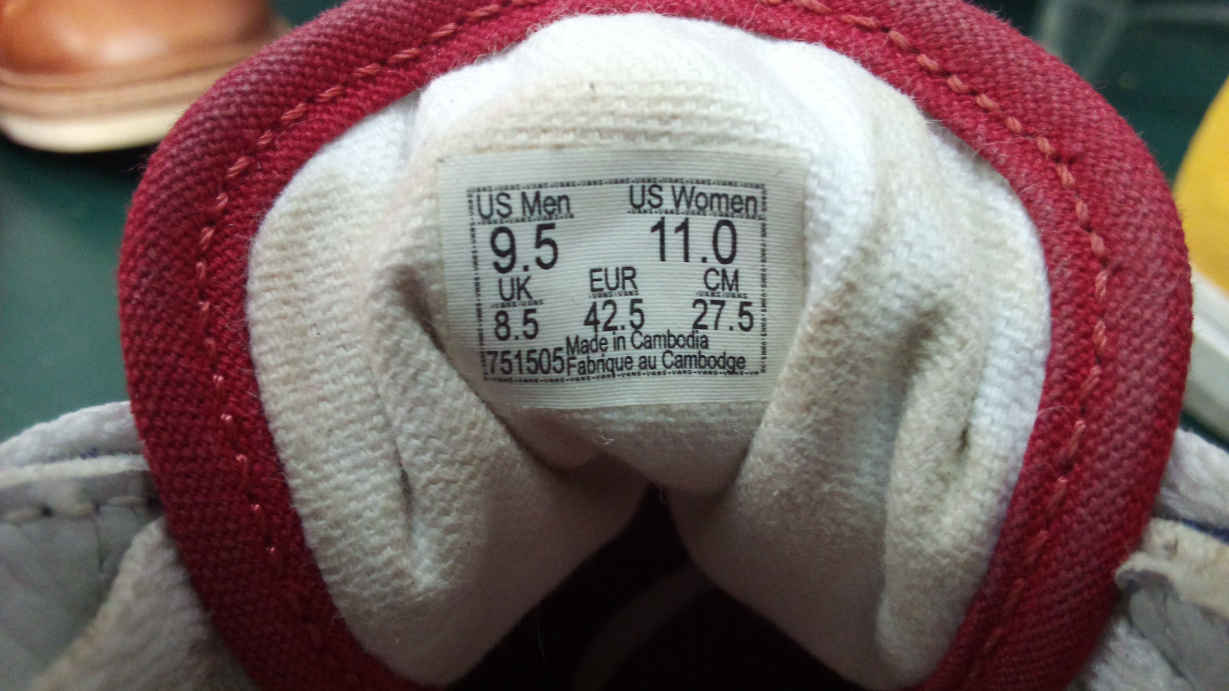 US Men US Women
9.5 11.0
UK EUR CM
8.5 42.5 27.5
Made in Cambodia
751505 Fabrique au Cambodge